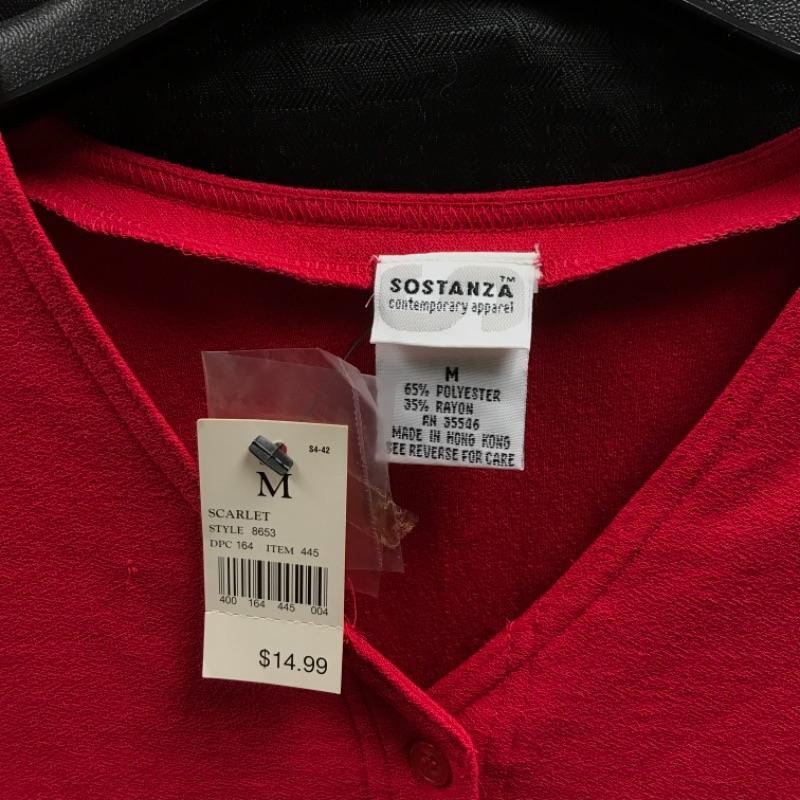 SOSTANZA™
contemporary apparel
M
65% POLYESTER
35% RAYON
RN 35546
MADE IN HONG KONG
SEE REVERSE FOR CARE
S4-42
M
SCARLET
STYLE 8653
DPC 164 ITEM 445
400 164 445 004
$14.99